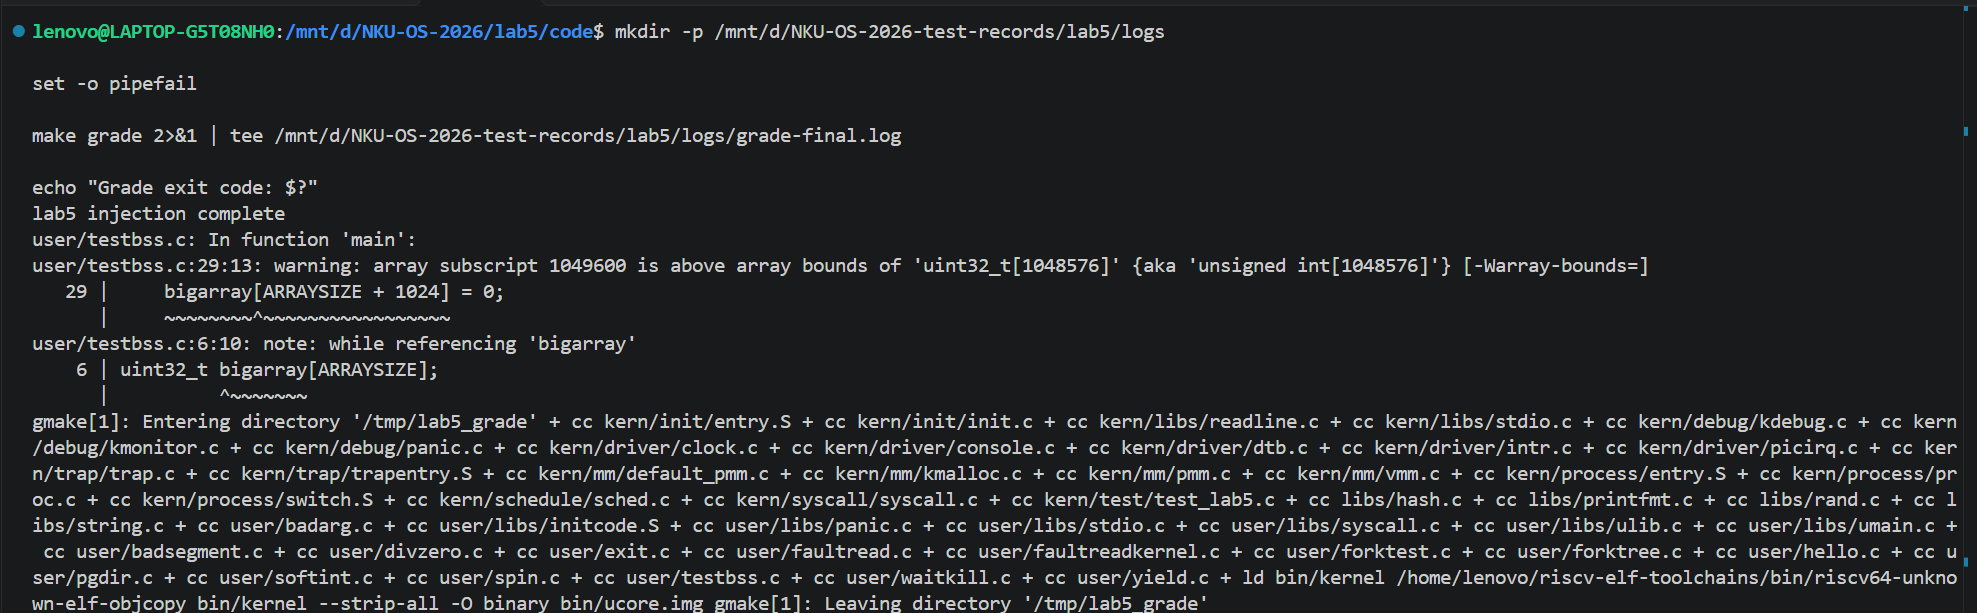 lenovo@LAPTOP-G5T08NH0:/mnt/d/NKU-OS-2026/lab5/code$ mkdir -p /mnt/d/NKU-OS-2026-test-records/lab5/logs
set -o pipefail
make grade 2>&1 | tee /mnt/d/NKU-OS-2026-test-records/lab5/logs/grade-final.log
echo "Grade exit code: $?"
lab5 injection complete
user/testbss.c: In function 'main':
user/testbss.c:29:13: warning: array subscript 1049600 is above array bounds of 'uint32_t[1048576]' {aka 'unsigned int[1048576]'} [-Warray-bounds=]
   29 |     bigarray[ARRAYSIZE + 1024] = 0;
      |     ~~~~~~~~^~~~~~~~~~~~~~~~~~
user/testbss.c:6:10: note: while referencing 'bigarray'
    6 | uint32_t bigarray[ARRAYSIZE];
      |          ^~~~~~~~
gmake[1]: Entering directory '/tmp/lab5_grade' + cc kern/init/entry.S + cc kern/init/init.c + cc kern/libs/readline.c + cc kern/libs/stdio.c + cc kern/debug/kdebug.c + cc kern
/debug/kmonitor.c + cc kern/debug/panic.c + cc kern/driver/clock.c + cc kern/driver/console.c + cc kern/driver/dtb.c + cc kern/driver/intr.c + cc kern/driver/picirq.c + cc ker
n/trap/trap.c + cc kern/trap/trapentry.S + cc kern/mm/default_pmm.c + cc kern/mm/kmalloc.c + cc kern/mm/pmm.c + cc kern/mm/vmm.c + cc kern/process/entry.S + cc kern/process/pr
oc.c + cc kern/process/switch.S + cc kern/schedule/sched.c + cc kern/syscall/syscall.c + cc kern/test/test_lab5.c + cc libs/hash.c + cc libs/printfmt.c + cc libs/rand.c + cc l
ibs/string.c + cc user/badarg.c + cc user/libs/initcode.S + cc user/libs/panic.c + cc user/libs/stdio.c + cc user/libs/syscall.c + cc user/libs/ulib.c + cc user/libs/umain.c +
 cc user/badsegment.c + cc user/divzero.c + cc user/exit.c + cc user/faultread.c + cc user/faultreadkernel.c + cc user/forktest.c + cc user/forktree.c + cc user/hello.c + cc u
ser/pgdir.c + cc user/softint.c + cc user/spin.c + cc user/testbss.c + cc user/waitkill.c + cc user/yield.c + ld bin/kernel /home/lenovo/riscv-elf-toolchains/bin/riscv64-unkno
wn-elf-objcopy bin/kernel --strip-all -O binary bin/ucore.img gmake[1]: Leaving directory '/tmp/lab5_grade'